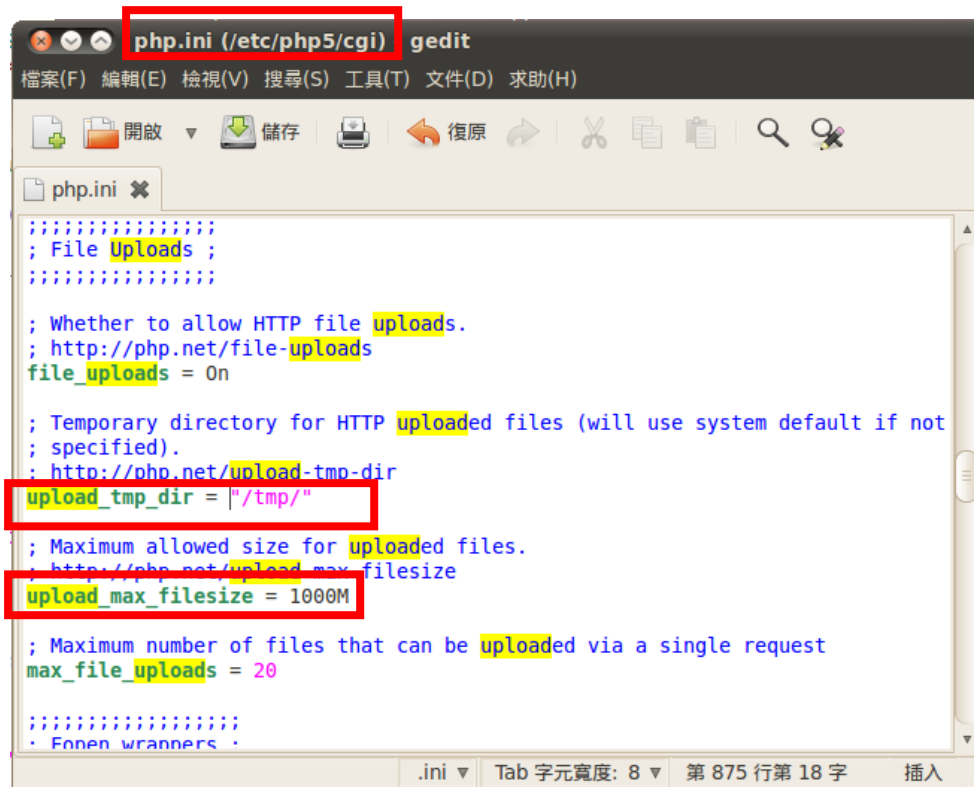 php.ini (/etc/php5/cgi) - gedit
檔案(F) 編輯(E) 檢視(V) 搜尋(S) 工具(T) 文件(D) 求助(H)
開啟 儲存 復原
php.ini
;;;;;;;;;;;;;;;;
; File Uploads ;
;;;;;;;;;;;;;;;;
; Whether to allow HTTP file uploads.
; http://php.net/file-uploads
file_uploads = On
; Temporary directory for HTTP uploaded files (will use system default if not
; specified).
; http://php.net/upload-tmp-dir
upload_tmp_dir = "/tmp/"
; Maximum allowed size for uploaded files.
; http://php.net/upload-max-filesize
upload_max_filesize = 1000M
; Maximum number of files that can be uploaded via a single request
max_file_uploads = 20
;;;;;;;;;;;;;;;;;;
; Fopen wrappers ;
.ini Tab 字元寬度: 8 第 875 行第 18 字 插入